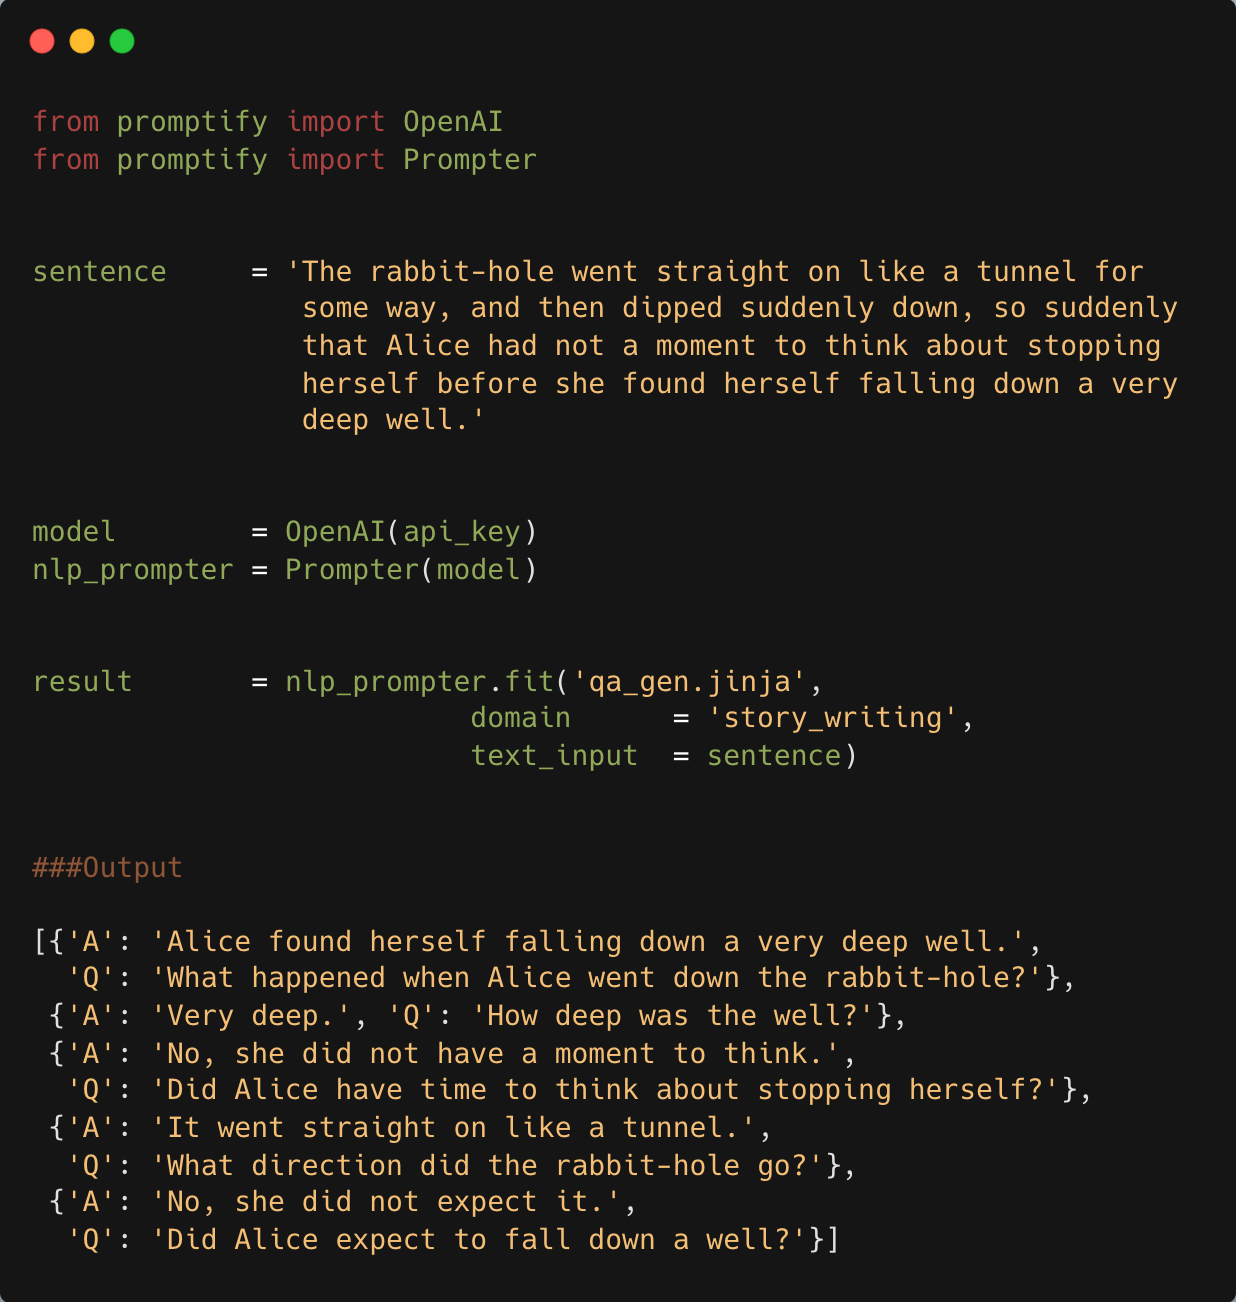 from promptify import OpenAI
from promptify import Prompter
sentence     = 'The rabbit-hole went straight on like a tunnel for
                some way, and then dipped suddenly down, so suddenly
                that Alice had not a moment to think about stopping
                herself before she found herself falling down a very
                deep well.'
model        = OpenAI(api_key)
nlp_prompter = Prompter(model)
result       = nlp_prompter.fit('qa_gen.jinja',
                          domain      = 'story_writing',
                          text_input  = sentence)
###Output
[{'A': 'Alice found herself falling down a very deep well.',
  'Q': 'What happened when Alice went down the rabbit-hole?'},
 {'A': 'Very deep.', 'Q': 'How deep was the well?'},
 {'A': 'No, she did not have a moment to think.',
  'Q': 'Did Alice have time to think about stopping herself?'},
 {'A': 'It went straight on like a tunnel.',
  'Q': 'What direction did the rabbit-hole go?'},
 {'A': 'No, she did not expect it.',
  'Q': 'Did Alice expect to fall down a well?'}]